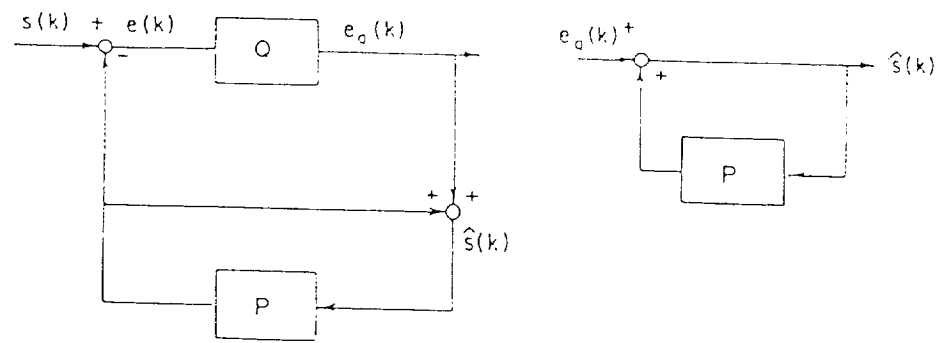 s(k) + e(k) Q e_q(k)
-
+ +
ŝ(k)
P
e_q(k) + ŝ(k)
+
P